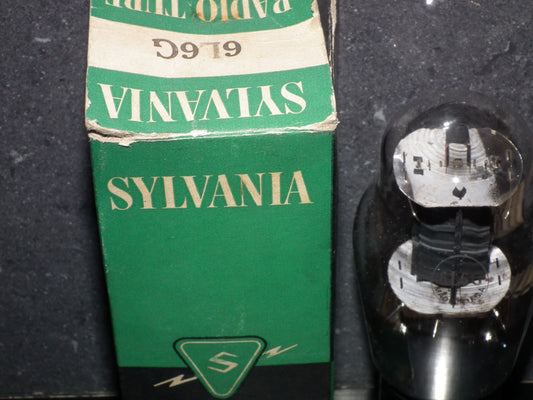 RADIO TUBE
6L6G
SYLVANIA
SYLVANIA
S